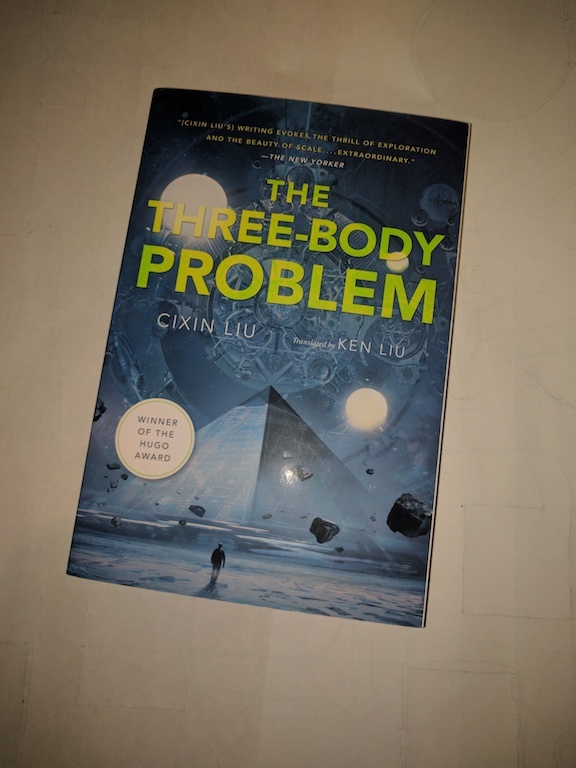 "[CIXIN LIU'S] WRITING EVOKES THE THRILL OF EXPLORATION
AND THE BEAUTY OF SCALE....EXTRAORDINARY."
—THE NEW YORKER
THE
THREE-BODY
PROBLEM
CIXIN LIU
Translated by KEN LIU
WINNER
OF THE
HUGO
AWARD